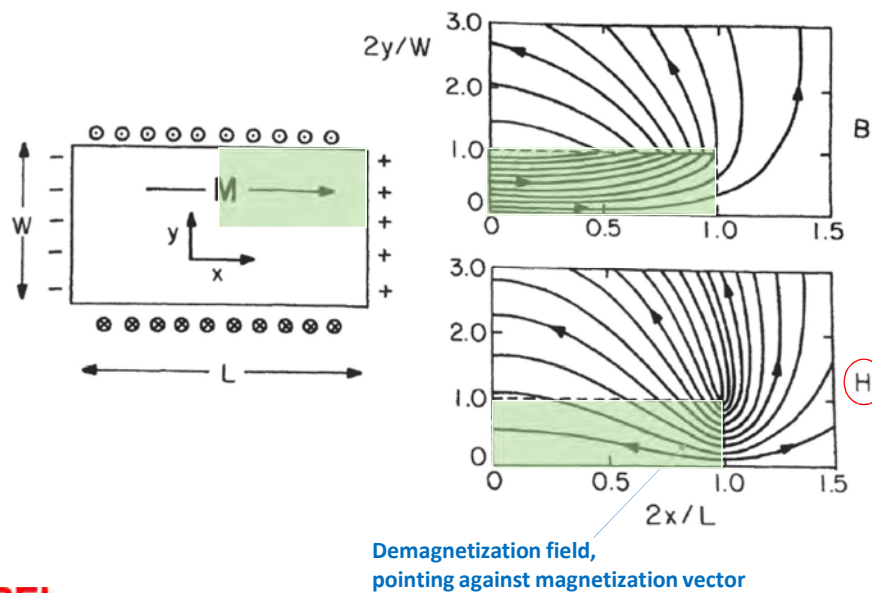 3.0
2y/W
2.0
B
1.0
0
0
0.5
1.0
1.5
− +
− M +
W − y +
− x +
− +
L
3.0
2.0
H
1.0
0
0
0.5
1.0
1.5
2x/L
Demagnetization field,
pointing against magnetization vector